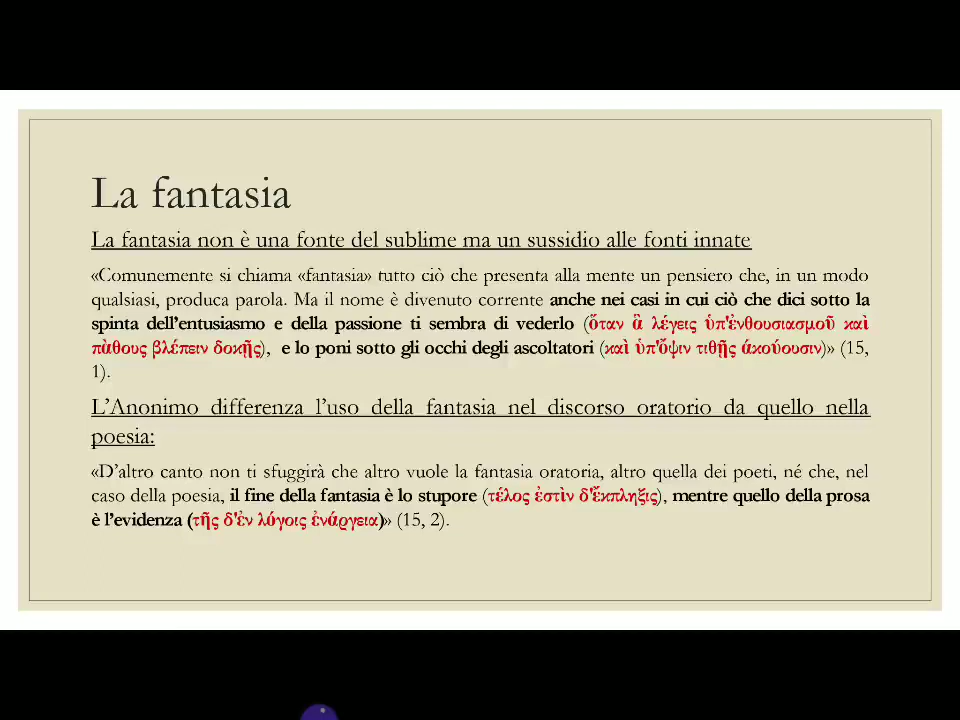 La fantasia
La fantasia non è una fonte del sublime ma un sussidio alle fonti innate
«Comunemente si chiama «fantasia» tutto ciò che presenta alla mente un pensiero che, in un modo
qualsiasi, produca parola. Ma il nome è divenuto corrente anche nei casi in cui ciò che dici sotto la
spinta dell'entusiasmo e della passione ti sembra di vederlo (ὅταν ἃ λέγεις ὑπ'ἐνθουσιασμοῦ καὶ
πὰθους βλέπειν δοκῇς), e lo poni sotto gli occhi degli ascoltatori (καὶ ὑπ'ὄψιν τιθῇς ἀκούουσιν)» (15,
1).
L'Anonimo differenza l'uso della fantasia nel discorso oratorio da quello nella
poesia:
«D'altro canto non ti sfuggirà che altro vuole la fantasia oratoria, altro quella dei poeti, né che, nel
caso della poesia, il fine della fantasia è lo stupore (τέλος ἐστὶν δ'ἔκπληξις), mentre quello della prosa
è l'evidenza (τῆς δ'ἐν λόγοις ἐνάργεια)» (15, 2).